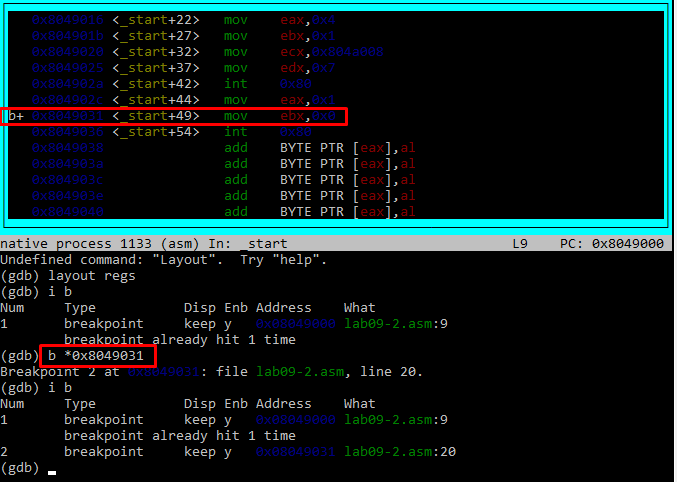 0x8049016 <_start+22> mov eax,0x4
0x804901b <_start+27> mov ebx,0x1
0x8049020 <_start+32> mov ecx,0x804a008
0x8049025 <_start+37> mov edx,0x7
0x804902a <_start+42> int 0x80
0x804902c <_start+44> mov eax,0x1
b+ 0x8049031 <_start+49> mov ebx,0x0
0x8049036 <_start+54> int 0x80
0x8049038 add BYTE PTR [eax],al
0x804903a add BYTE PTR [eax],al
0x804903c add BYTE PTR [eax],al
0x804903e add BYTE PTR [eax],al
0x8049040 add BYTE PTR [eax],al
native process 1133 (asm) In: _start L9 PC: 0x8049000
Undefined command: "Layout". Try "help".
(gdb) layout regs
(gdb) i b
Num Type Disp Enb Address What
1 breakpoint keep y 0x08049000 lab09-2.asm:9
breakpoint already hit 1 time
(gdb) b *0x8049031
Breakpoint 2 at 0x8049031: file lab09-2.asm, line 20.
(gdb) i b
Num Type Disp Enb Address What
1 breakpoint keep y 0x08049000 lab09-2.asm:9
breakpoint already hit 1 time
2 breakpoint keep y 0x08049031 lab09-2.asm:20
(gdb)